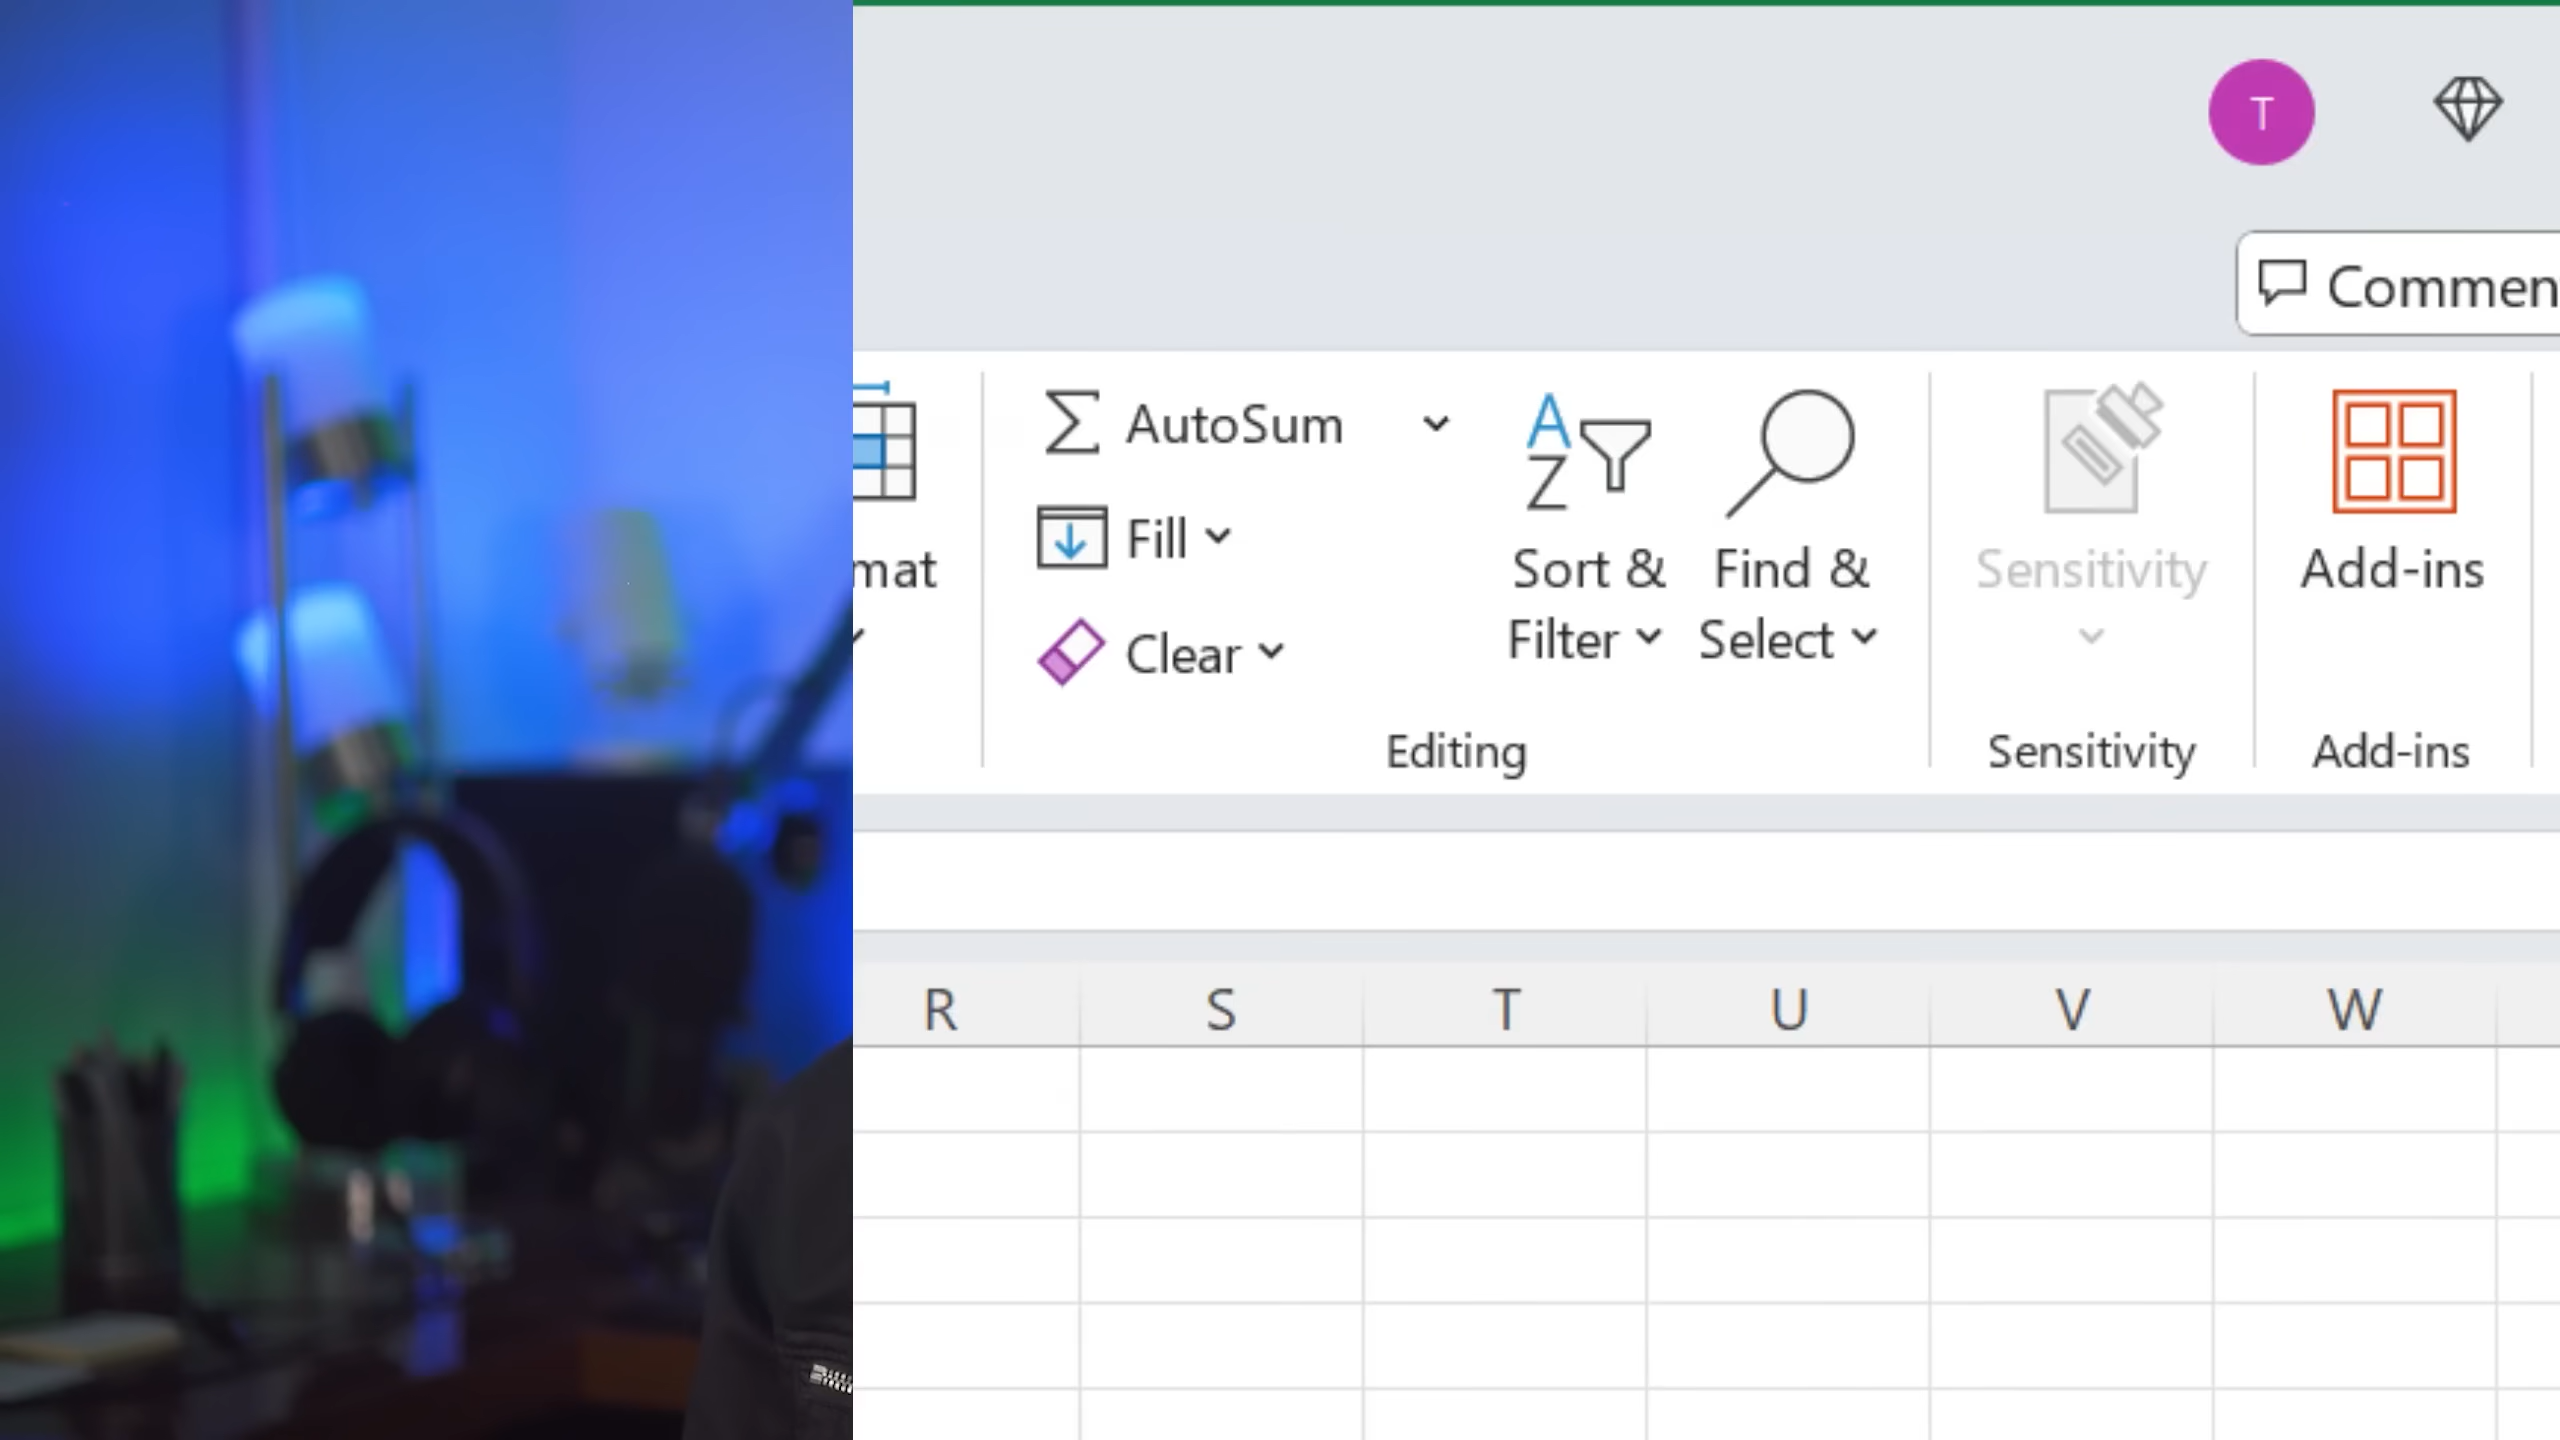 T
Commen
mat
AutoSum
Fill
Clear
Sort &
Filter
Find &
Select
Sensitivity
Add-ins
Editing
Sensitivity
Add-ins
R S T U V W